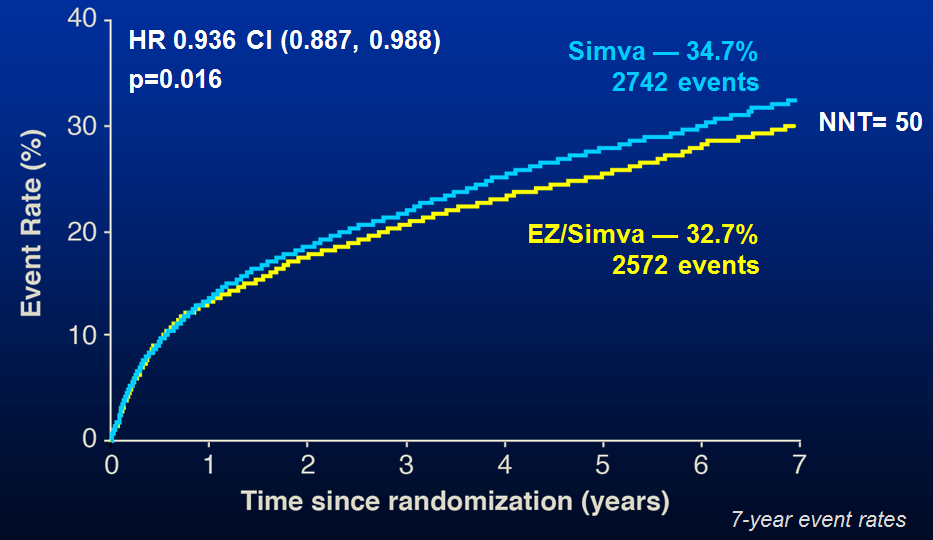 HR 0.936 CI (0.887, 0.988)
p=0.016
Simva — 34.7%
2742 events
NNT= 50
EZ/Simva — 32.7%
2572 events
Event Rate (%)
40
30
20
10
0
0 1 2 3 4 5 6 7
Time since randomization (years)
7-year event rates